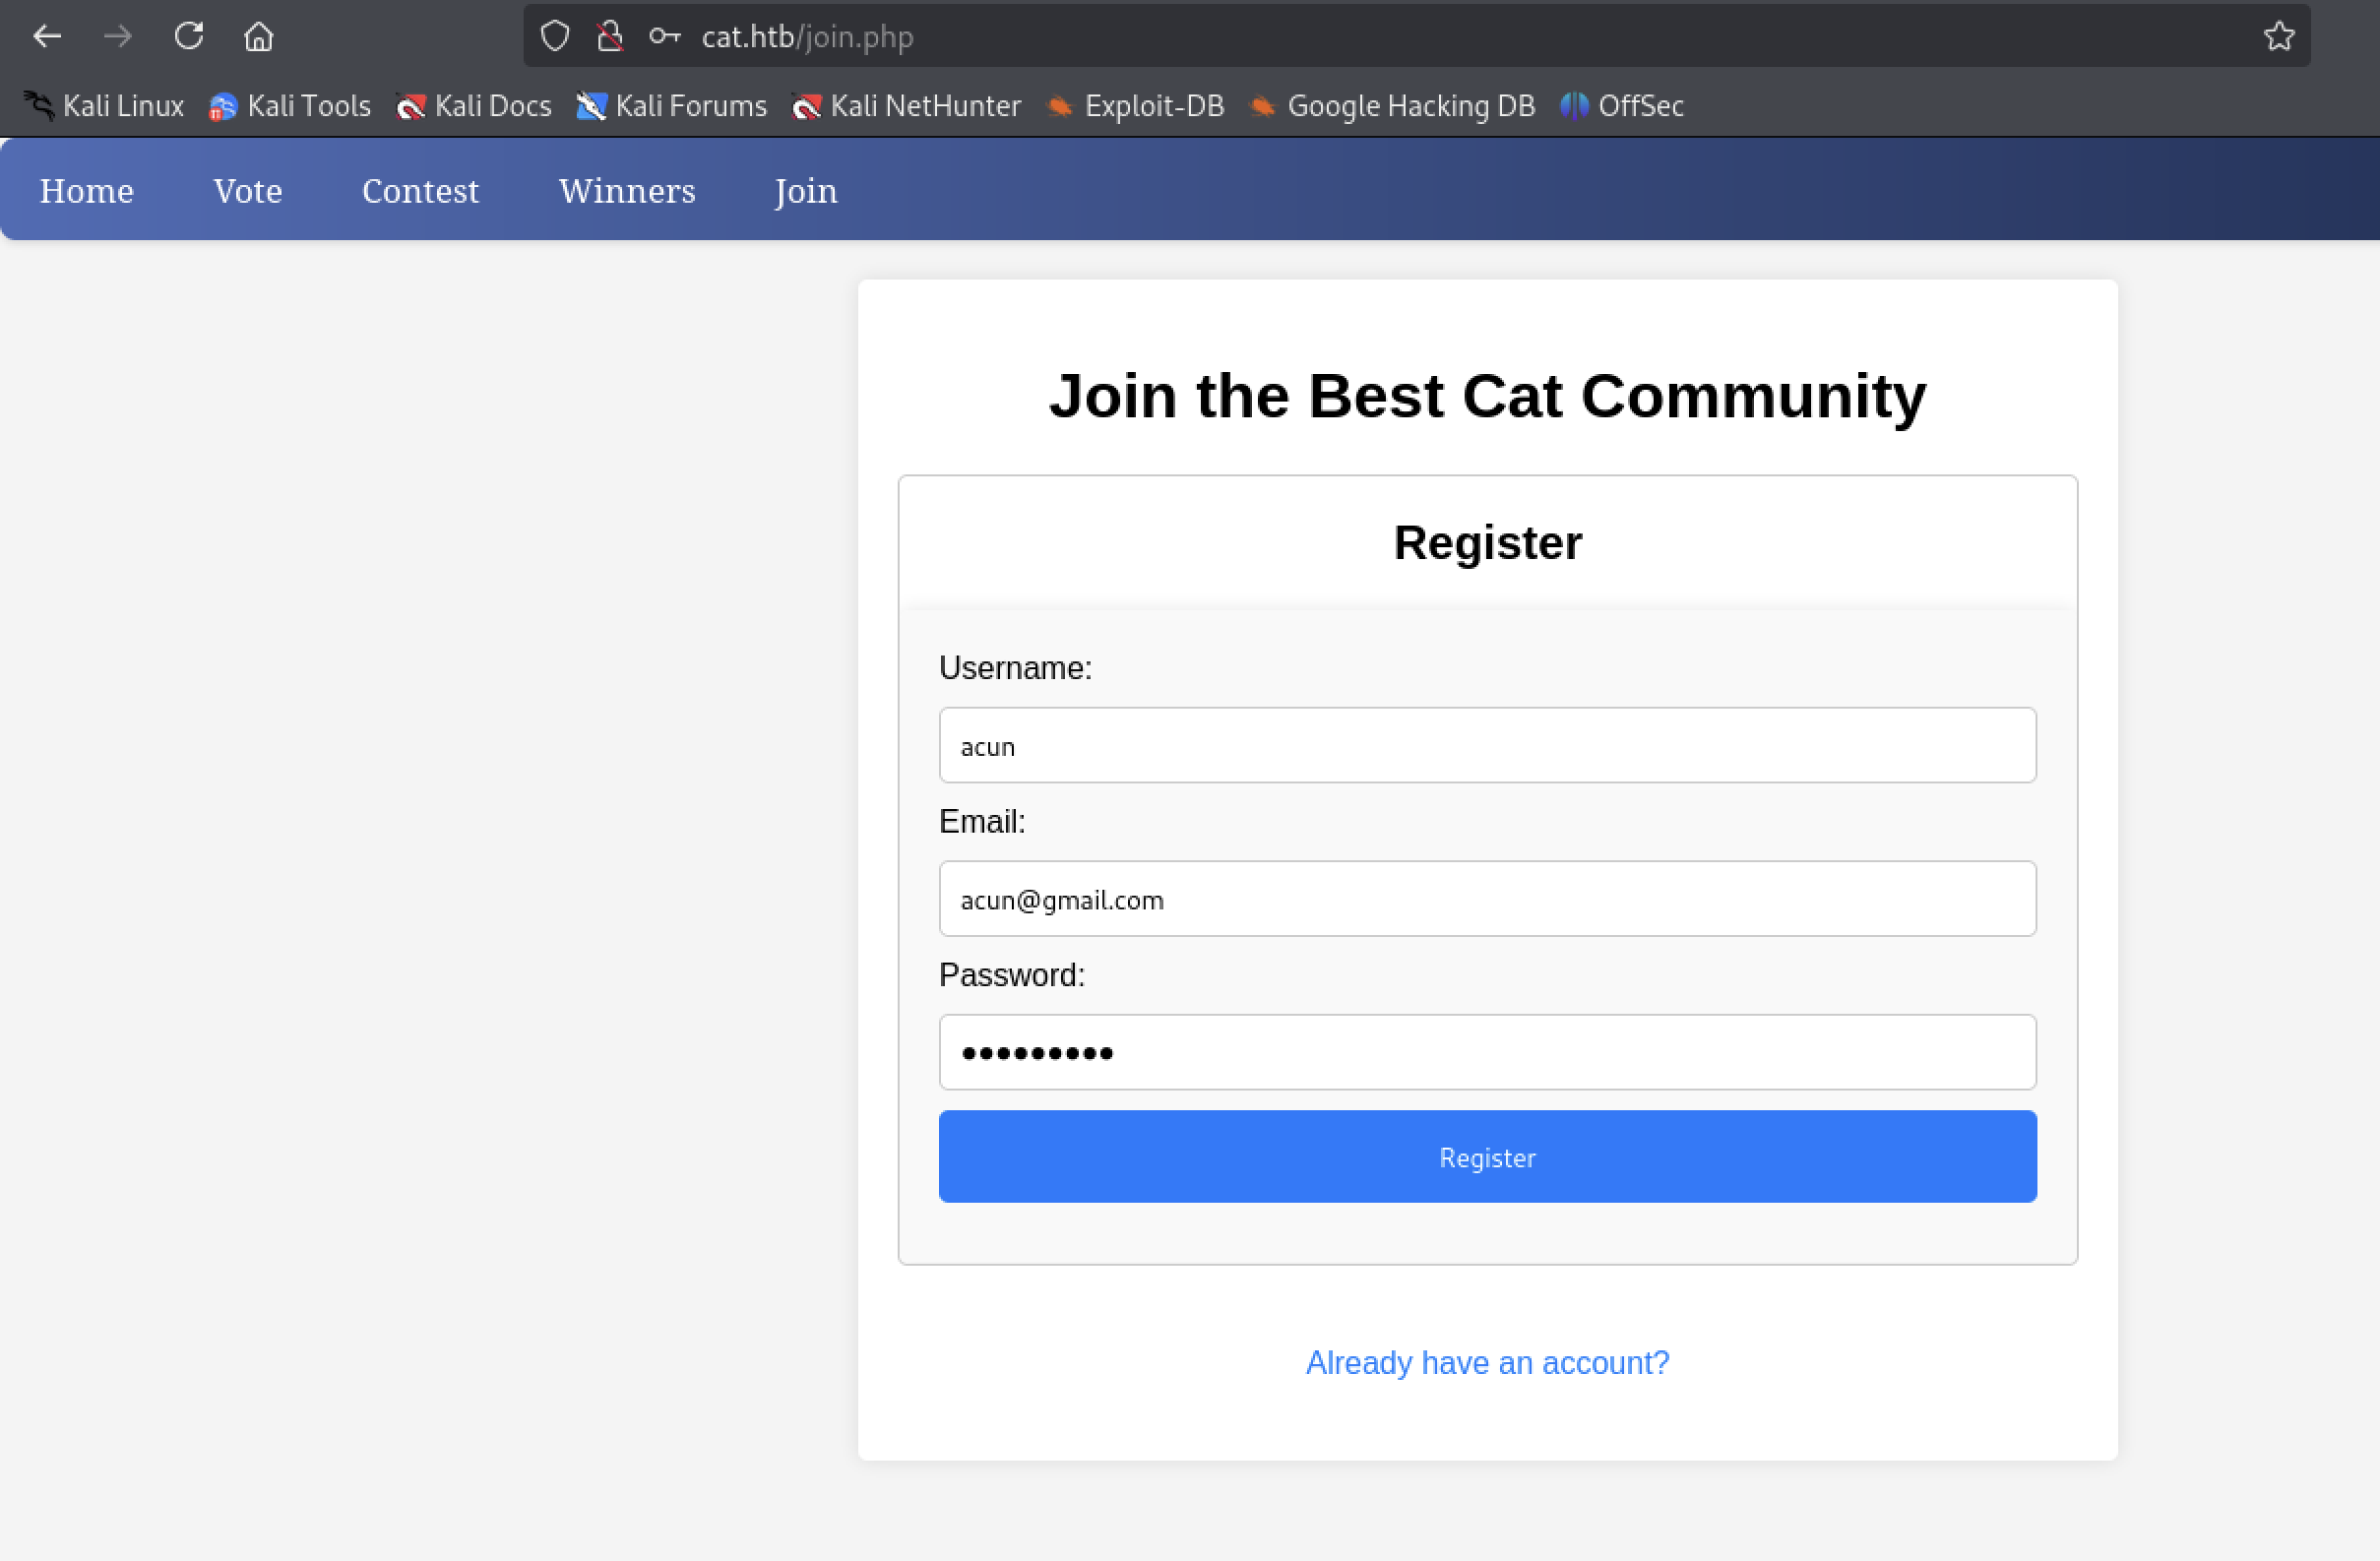 cat.htb/join.php
Kali Linux Kali Tools Kali Docs Kali Forums Kali NetHunter Exploit-DB Google Hacking DB OffSec
Home Vote Contest Winners Join
Join the Best Cat Community
Register
Username:
acun
Email:
acun@gmail.com
Password:
•••••••••
Register
Already have an account?